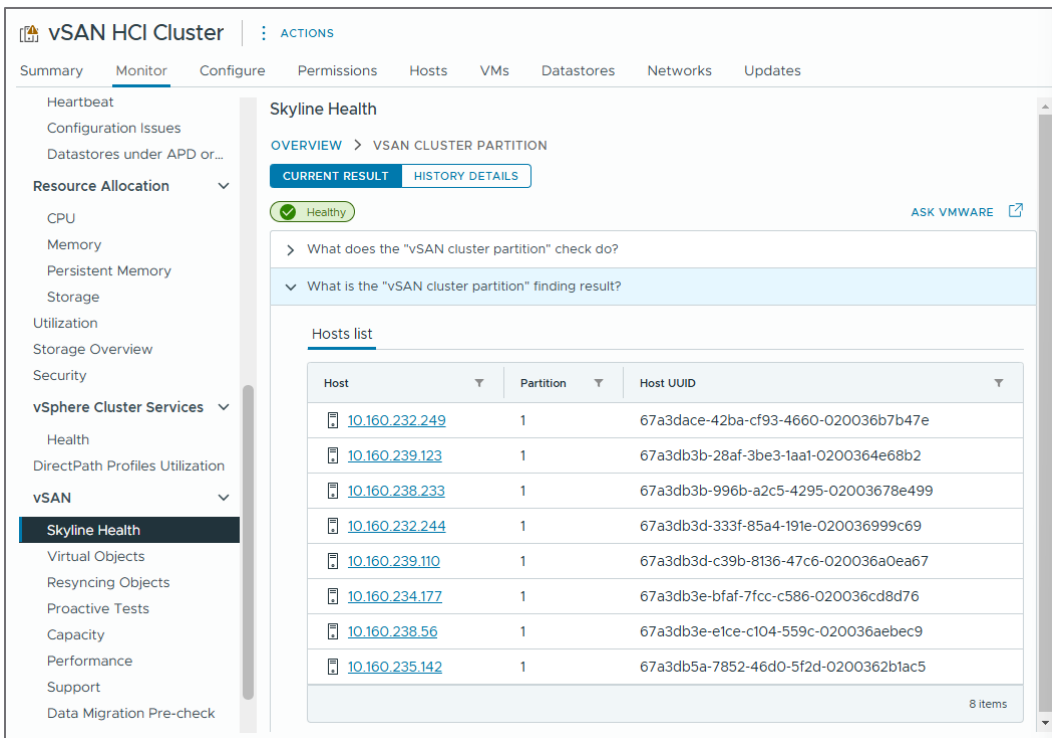 vSAN HCI Cluster ACTIONS
Summary Monitor Configure Permissions Hosts VMs Datastores Networks Updates
Heartbeat
Configuration Issues
Datastores under APD or...
Resource Allocation
CPU
Memory
Persistent Memory
Storage
Utilization
Storage Overview
Security
vSphere Cluster Services
Health
DirectPath Profiles Utilization
vSAN
Skyline Health
Virtual Objects
Resyncing Objects
Proactive Tests
Capacity
Performance
Support
Data Migration Pre-check
Skyline Health
OVERVIEW > VSAN CLUSTER PARTITION
CURRENT RESULT HISTORY DETAILS
Healthy ASK VMWARE
What does the "vSAN cluster partition" check do?
What is the "vSAN cluster partition" finding result?
Hosts list
Host Partition Host UUID
10.160.232.249 1 67a3dace-42ba-cf93-4660-020036b7b47e
10.160.239.123 1 67a3db3b-28af-3be3-1aa1-0200364e68b2
10.160.238.233 1 67a3db3b-996b-a2c5-4295-02003678e499
10.160.232.244 1 67a3db3d-333f-85a4-191e-020036999c69
10.160.239.110 1 67a3db3d-c39b-8136-47c6-020036a0ea67
10.160.234.177 1 67a3db3e-bfaf-7fcc-c586-020036cd8d76
10.160.238.56 1 67a3db3e-e1ce-c104-559c-020036aebec9
10.160.235.142 1 67a3db5a-7852-46d0-5f2d-0200362b1ac5
8 items